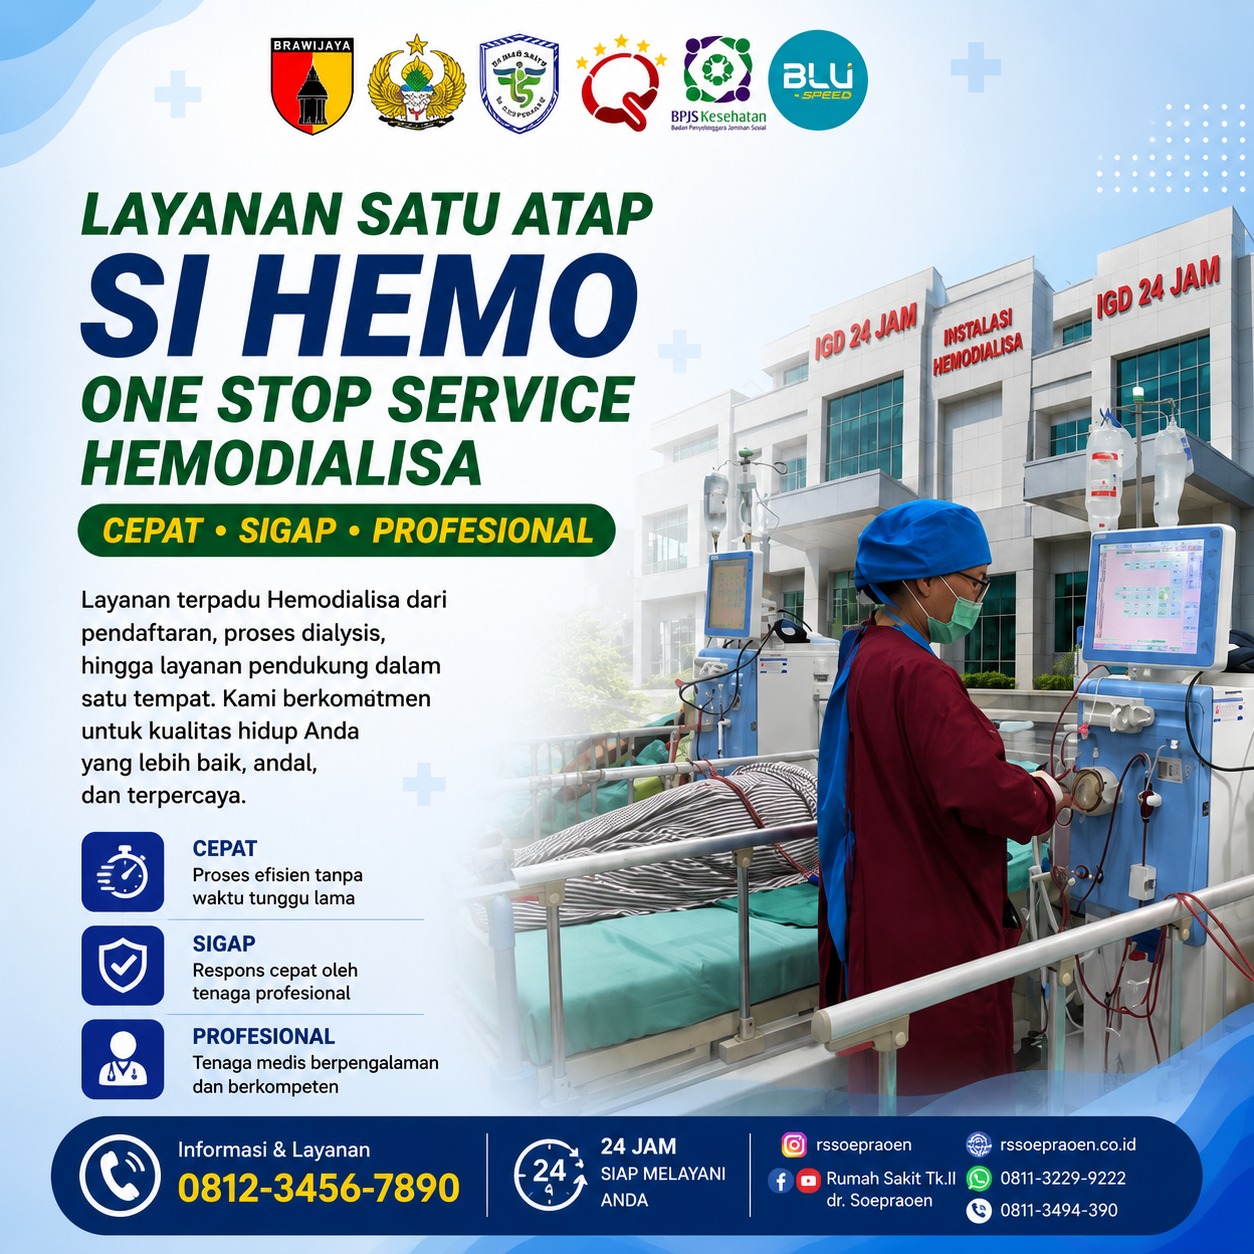 BRAWIJAYA
BPJS Kesehatan
Badan Penyelenggara Jaminan Sosial
BLU
-SPEED
LAYANAN SATU ATAP
SI HEMO
ONE STOP SERVICE
HEMODIALISA
CEPAT • SIGAP • PROFESIONAL
IGD 24 JAM
INSTALASI
HEMODIALISA
IGD 24 JAM
Layanan terpadu Hemodialisa dari
pendaftaran, proses dialysis,
hingga layanan pendukung dalam
satu tempat. Kami
untuk kualitas hidup Anda
yang lebih baik, andal,
dan terpercaya.
CEPAT
Proses efisien tanpa
waktu tunggu lama
SIGAP
Respons cepat oleh
tenaga profesional
PROFESIONAL
Tenaga medis berpengalaman
dan berkompeten
Informasi & Layanan
0812-3456-7890
24
24 JAM
SIAP MELAYANI
ANDA
rssoepraoen
Rumah Sakit Tk.II
dr. Soepraoen
rssoepraoen.co.id
0811-3229-9222
0811-3494-390